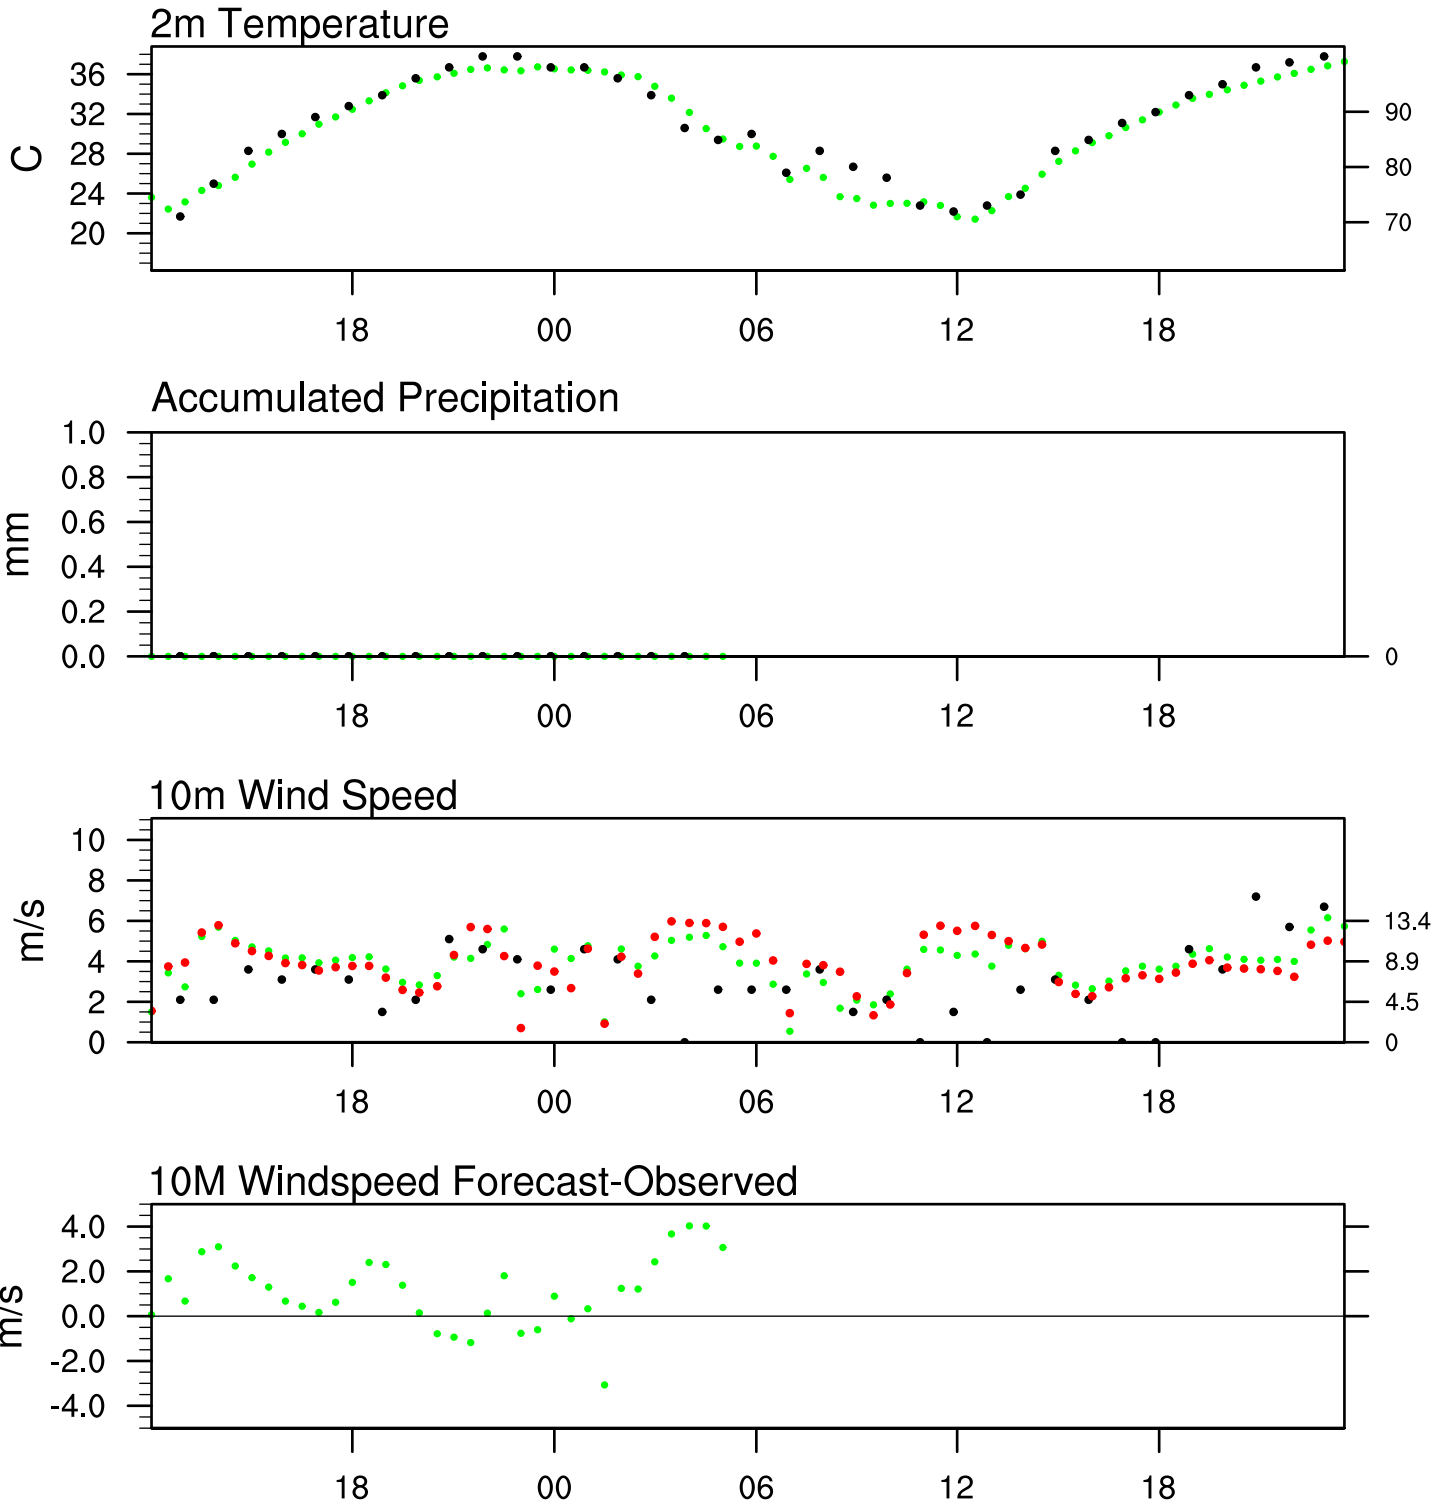 2m Temperature
36
32
28
24
20
C
90
80
70
18 00 06 12 18
Accumulated Precipitation
1.0
0.8
0.6
0.4
0.2
0.0
mm
0
18 00 06 12 18
10m Wind Speed
10
8
6
4
2
0
m/s
13.4
8.9
4.5
0
18 00 06 12 18
10M Windspeed Forecast-Observed
4.0
2.0
0.0
-2.0
-4.0
m/s
18 00 06 12 18